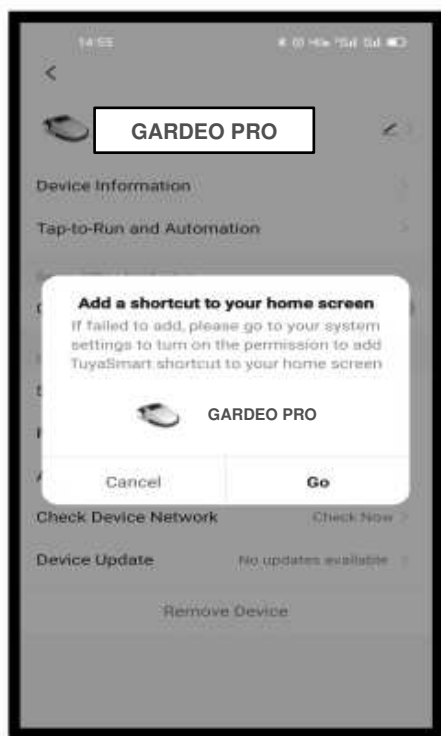 14:55
GARDEO PRO
Device Information
Tap-to-Run and Automation
Add a shortcut to your home screen
If failed to add, please go to your system
settings to turn on the permission to add
TuyaSmart shortcut to your home screen
GARDEO PRO
Cancel Go
Check Device Network Check Now
Device Update No updates available
Remove Device